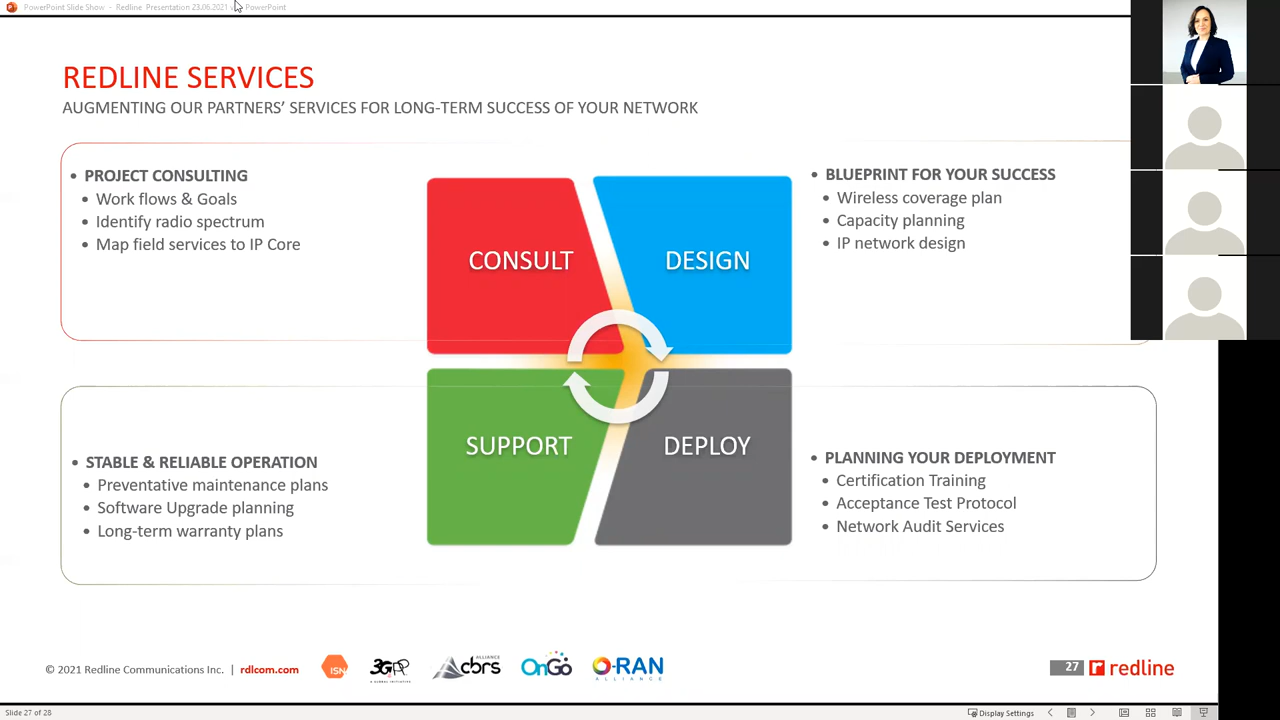 PowerPoint Slide Show - Redline Presentation 23.06.2021 PowerPoint
REDLINE SERVICES
AUGMENTING OUR PARTNERS' SERVICES FOR LONG-TERM SUCCESS OF YOUR NETWORK
• PROJECT CONSULTING
• Work flows & Goals
• Identify radio spectrum
• Map field services to IP Core
CONSULT
DESIGN
• BLUEPRINT FOR YOUR SUCCESS
• Wireless coverage plan
• Capacity planning
• IP network design
• STABLE & RELIABLE OPERATION
• Preventative maintenance plans
• Software Upgrade planning
• Long-term warranty plans
SUPPORT
DEPLOY
• PLANNING YOUR DEPLOYMENT
• Certification Training
• Acceptance Test Protocol
• Network Audit Services
© 2021 Redline Communications Inc. | rdlcom.com
ISN
3GPP
A GLOBAL INITIATIVE
cbrs
ALLIANCE
OnGo
O-RAN
ALLIANCE
27
redline
Slide 27 of 28
Display Settings